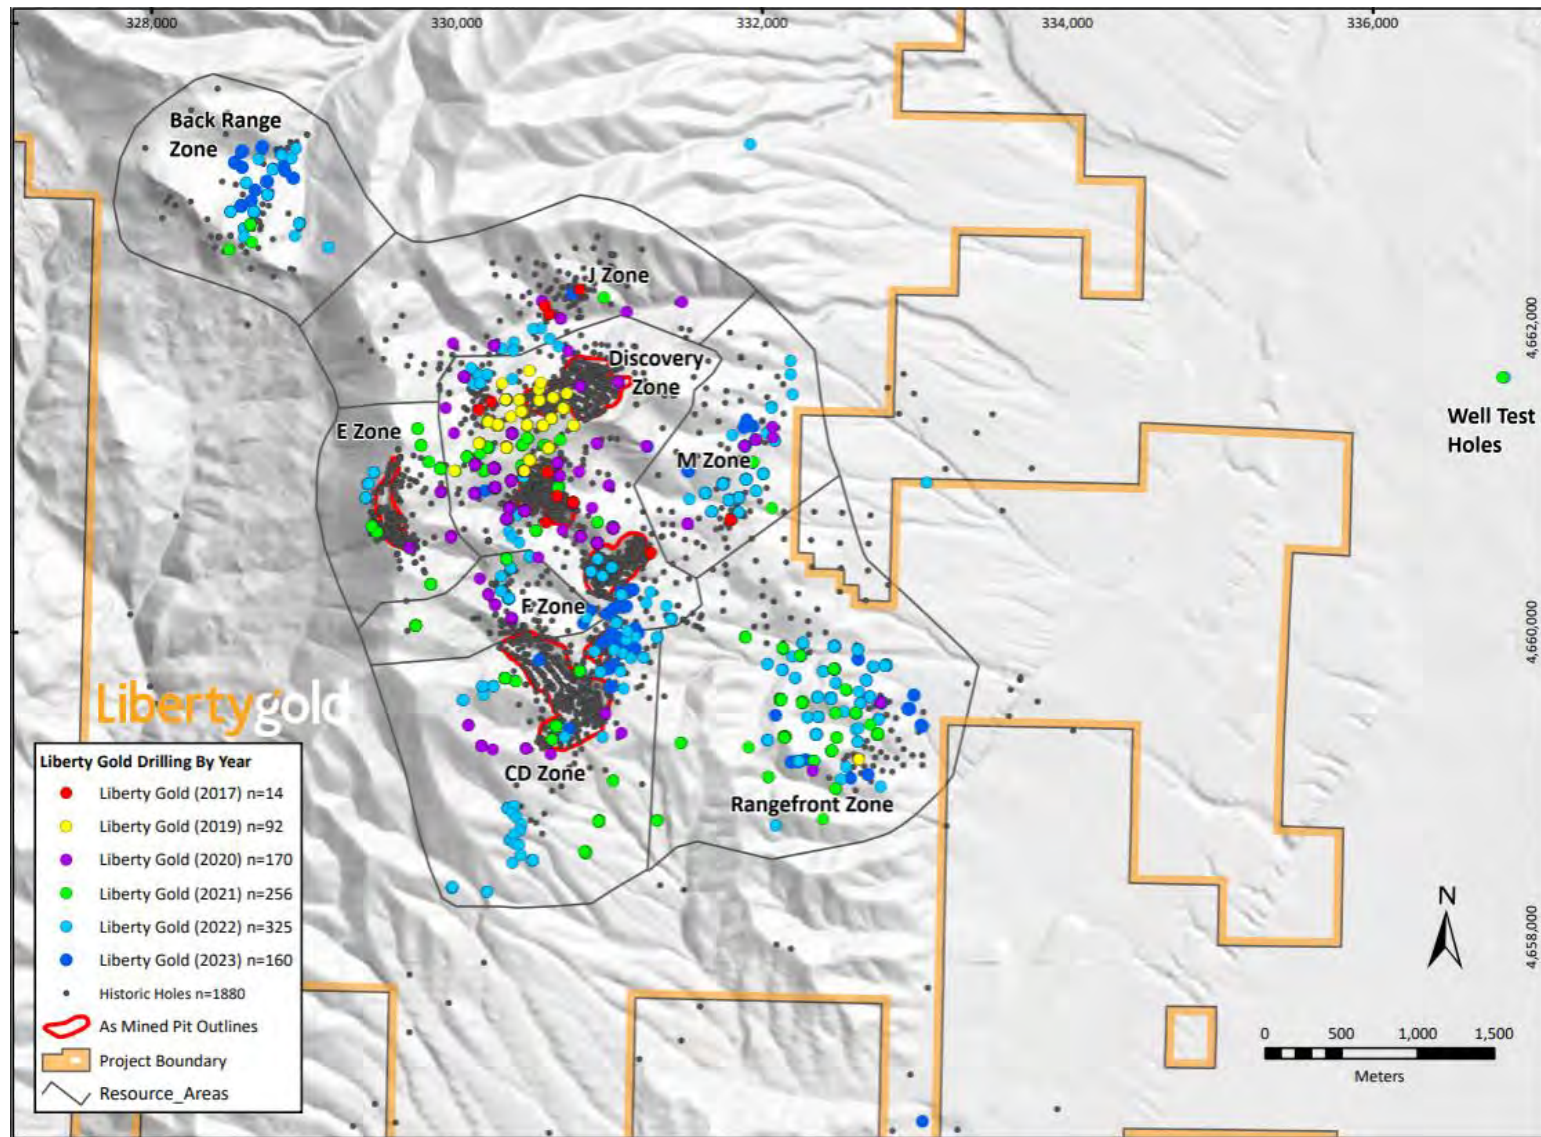 328,000
330,000
332,000
334,000
336,000
Back Range
Zone
J Zone
4,662,000
Discovery
Zone
Well Test
Holes
E Zone
M Zone
F Zone
4,660,000
Libertygold
CD Zone
Rangefront Zone
Liberty Gold Drilling By Year
Liberty Gold (2017) n=14
Liberty Gold (2019) n=92
Liberty Gold (2020) n=170
Liberty Gold (2021) n=256
Liberty Gold (2022) n=325
Liberty Gold (2023) n=160
Historic Holes n=1880
As Mined Pit Outlines
Project Boundary
Resource_Areas
N
4,658,000
0 500 1,000 1,500
Meters